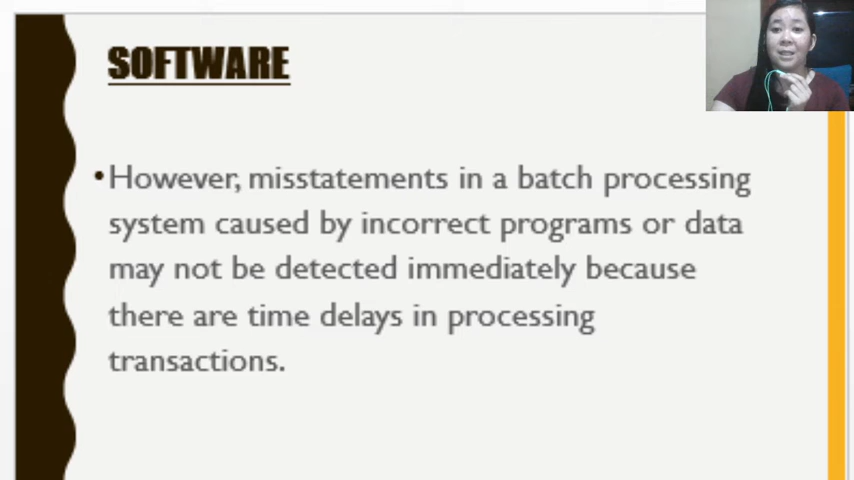 SOFTWARE
•However, misstatements in a batch processing
system caused by incorrect programs or data
may not be detected immediately because
there are time delays in processing
transactions.